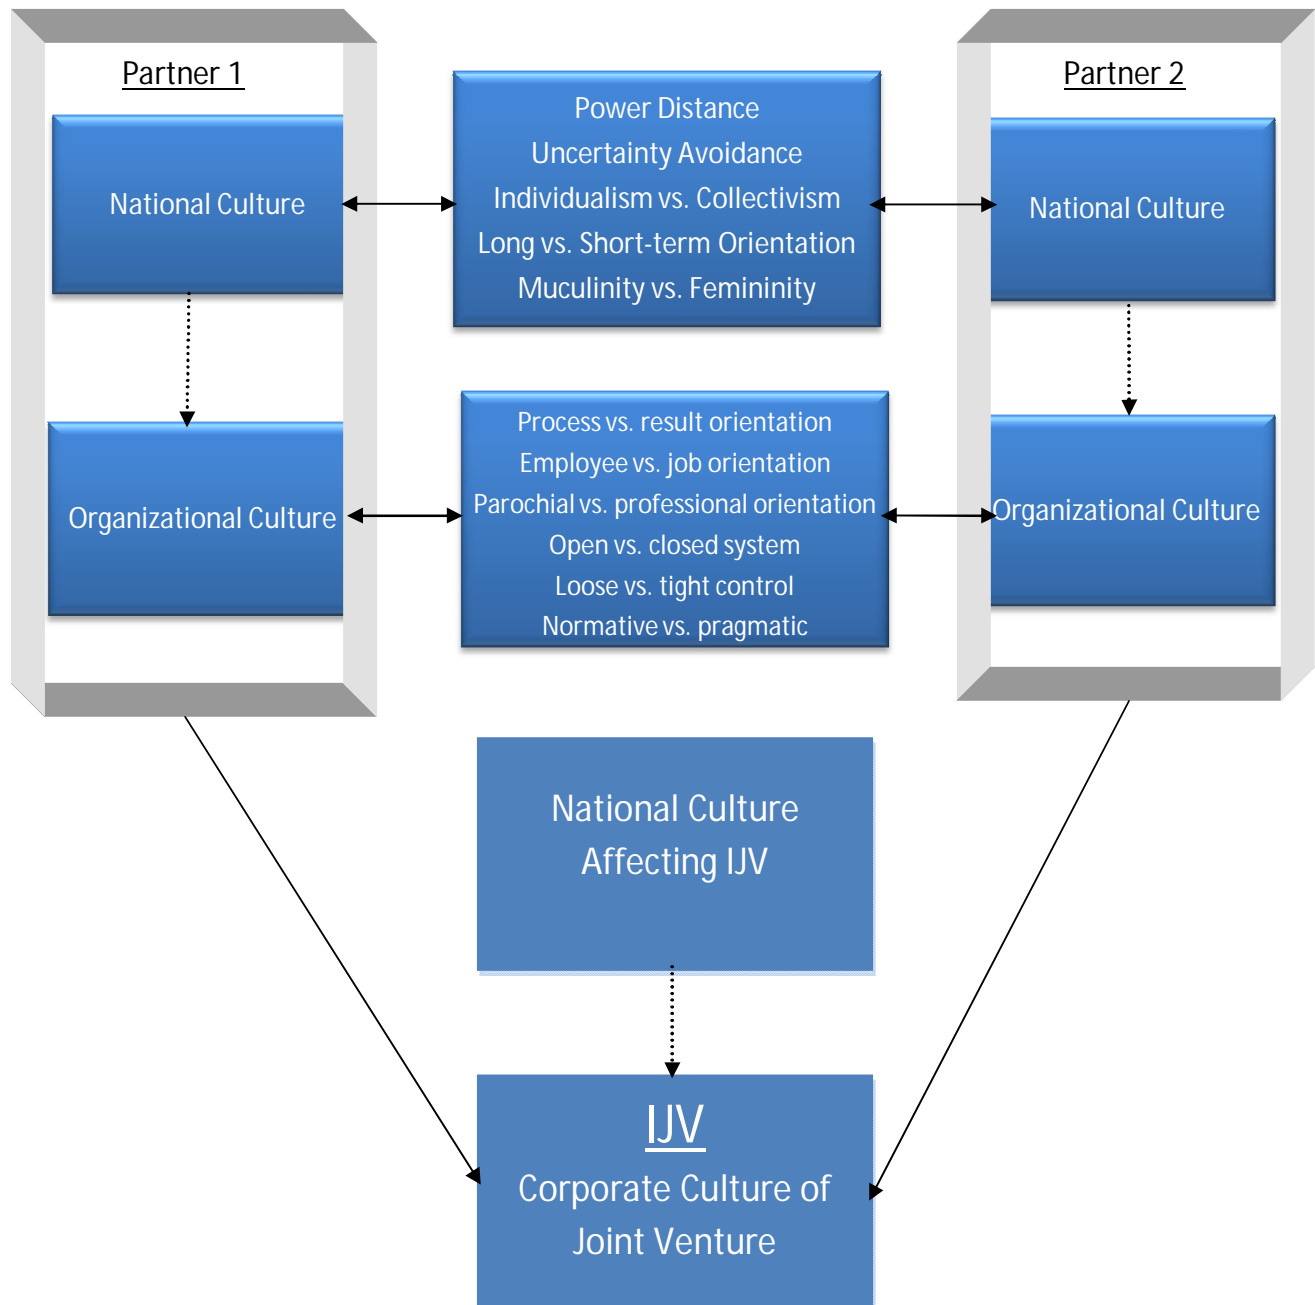 Partner 1
Partner 2
Power Distance
Uncertainty Avoidance
Individualism vs. Collectivism
Long vs. Short-term Orientation
Muculinity vs. Femininity
National Culture
National Culture
Process vs. result orientation
Employee vs. job orientation
Parochial vs. professional orientation
Open vs. closed system
Loose vs. tight control
Normative vs. pragmatic
Organizational Culture
Organizational Culture
National Culture
Affecting IJV
IJV
Corporate Culture of
Joint Venture